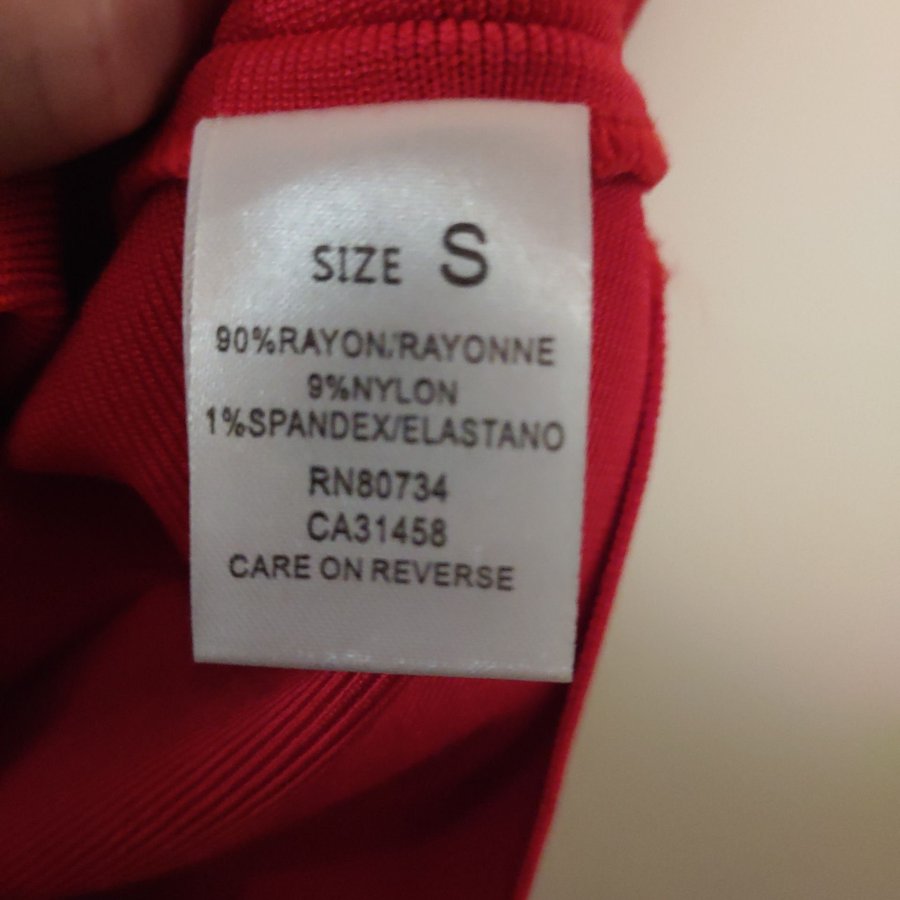 SIZE S
90%RAYON/RAYONNE
9%NYLON
1%SPANDEX/ELASTANO
RN80734
CA31458
CARE ON REVERSE